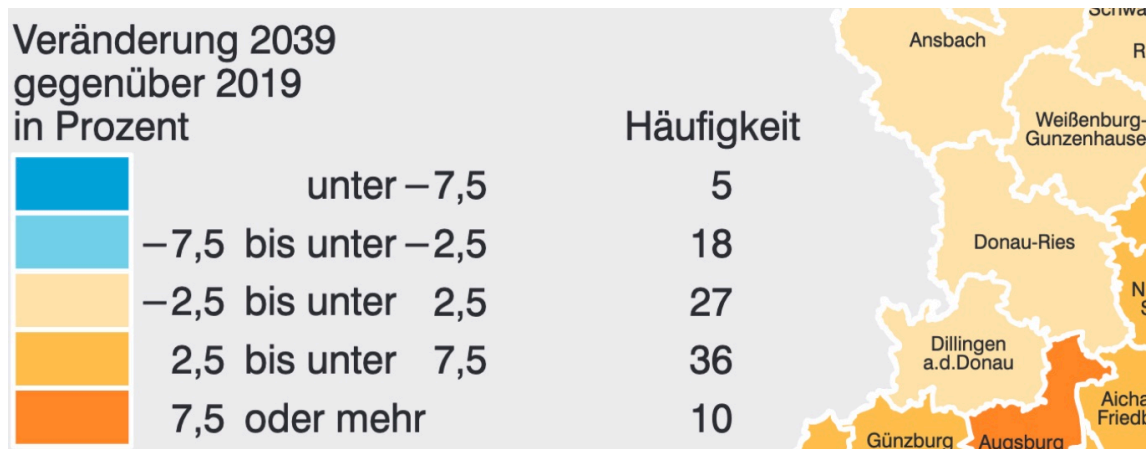 Veränderung 2039
gegenüber 2019
in Prozent
Häufigkeit
unter −7,5 5
−7,5 bis unter −2,5 18
−2,5 bis unter 2,5 27
2,5 bis unter 7,5 36
7,5 oder mehr 10
Ansbach
Weißenburg-
Donau-Ries
Dillingen
a.d.Donau
Günzburg
Augsburg